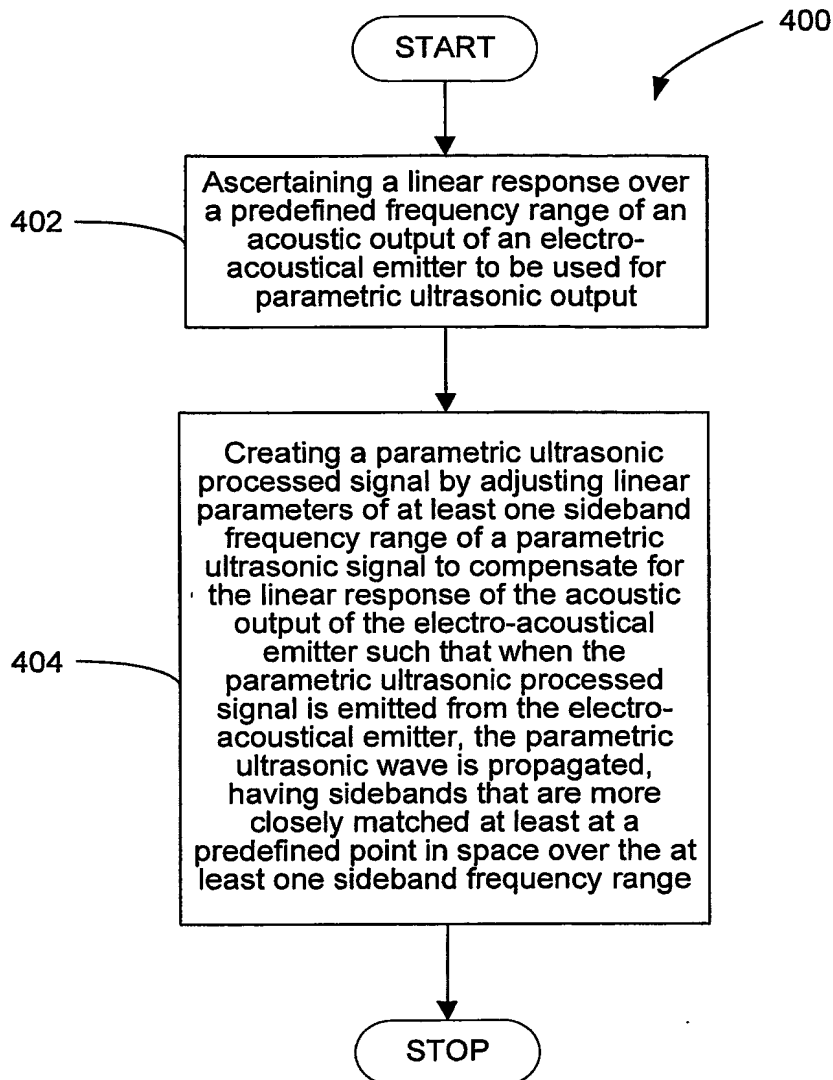 START
400
402
Ascertaining a linear response over
a predefined frequency range of an
acoustic output of an electro-
acoustical emitter to be used for
parametric ultrasonic output
404
Creating a parametric ultrasonic
processed signal by adjusting linear
parameters of at least one sideband
frequency range of a parametric
ultrasonic signal to compensate for
the linear response of the acoustic
output of the electro-acoustical
emitter such that when the
parametric ultrasonic processed
signal is emitted from the electro-
acoustical emitter, the parametric
ultrasonic wave is propagated,
having sidebands that are more
closely matched at least at a
predefined point in space over the at
least one sideband frequency range
STOP